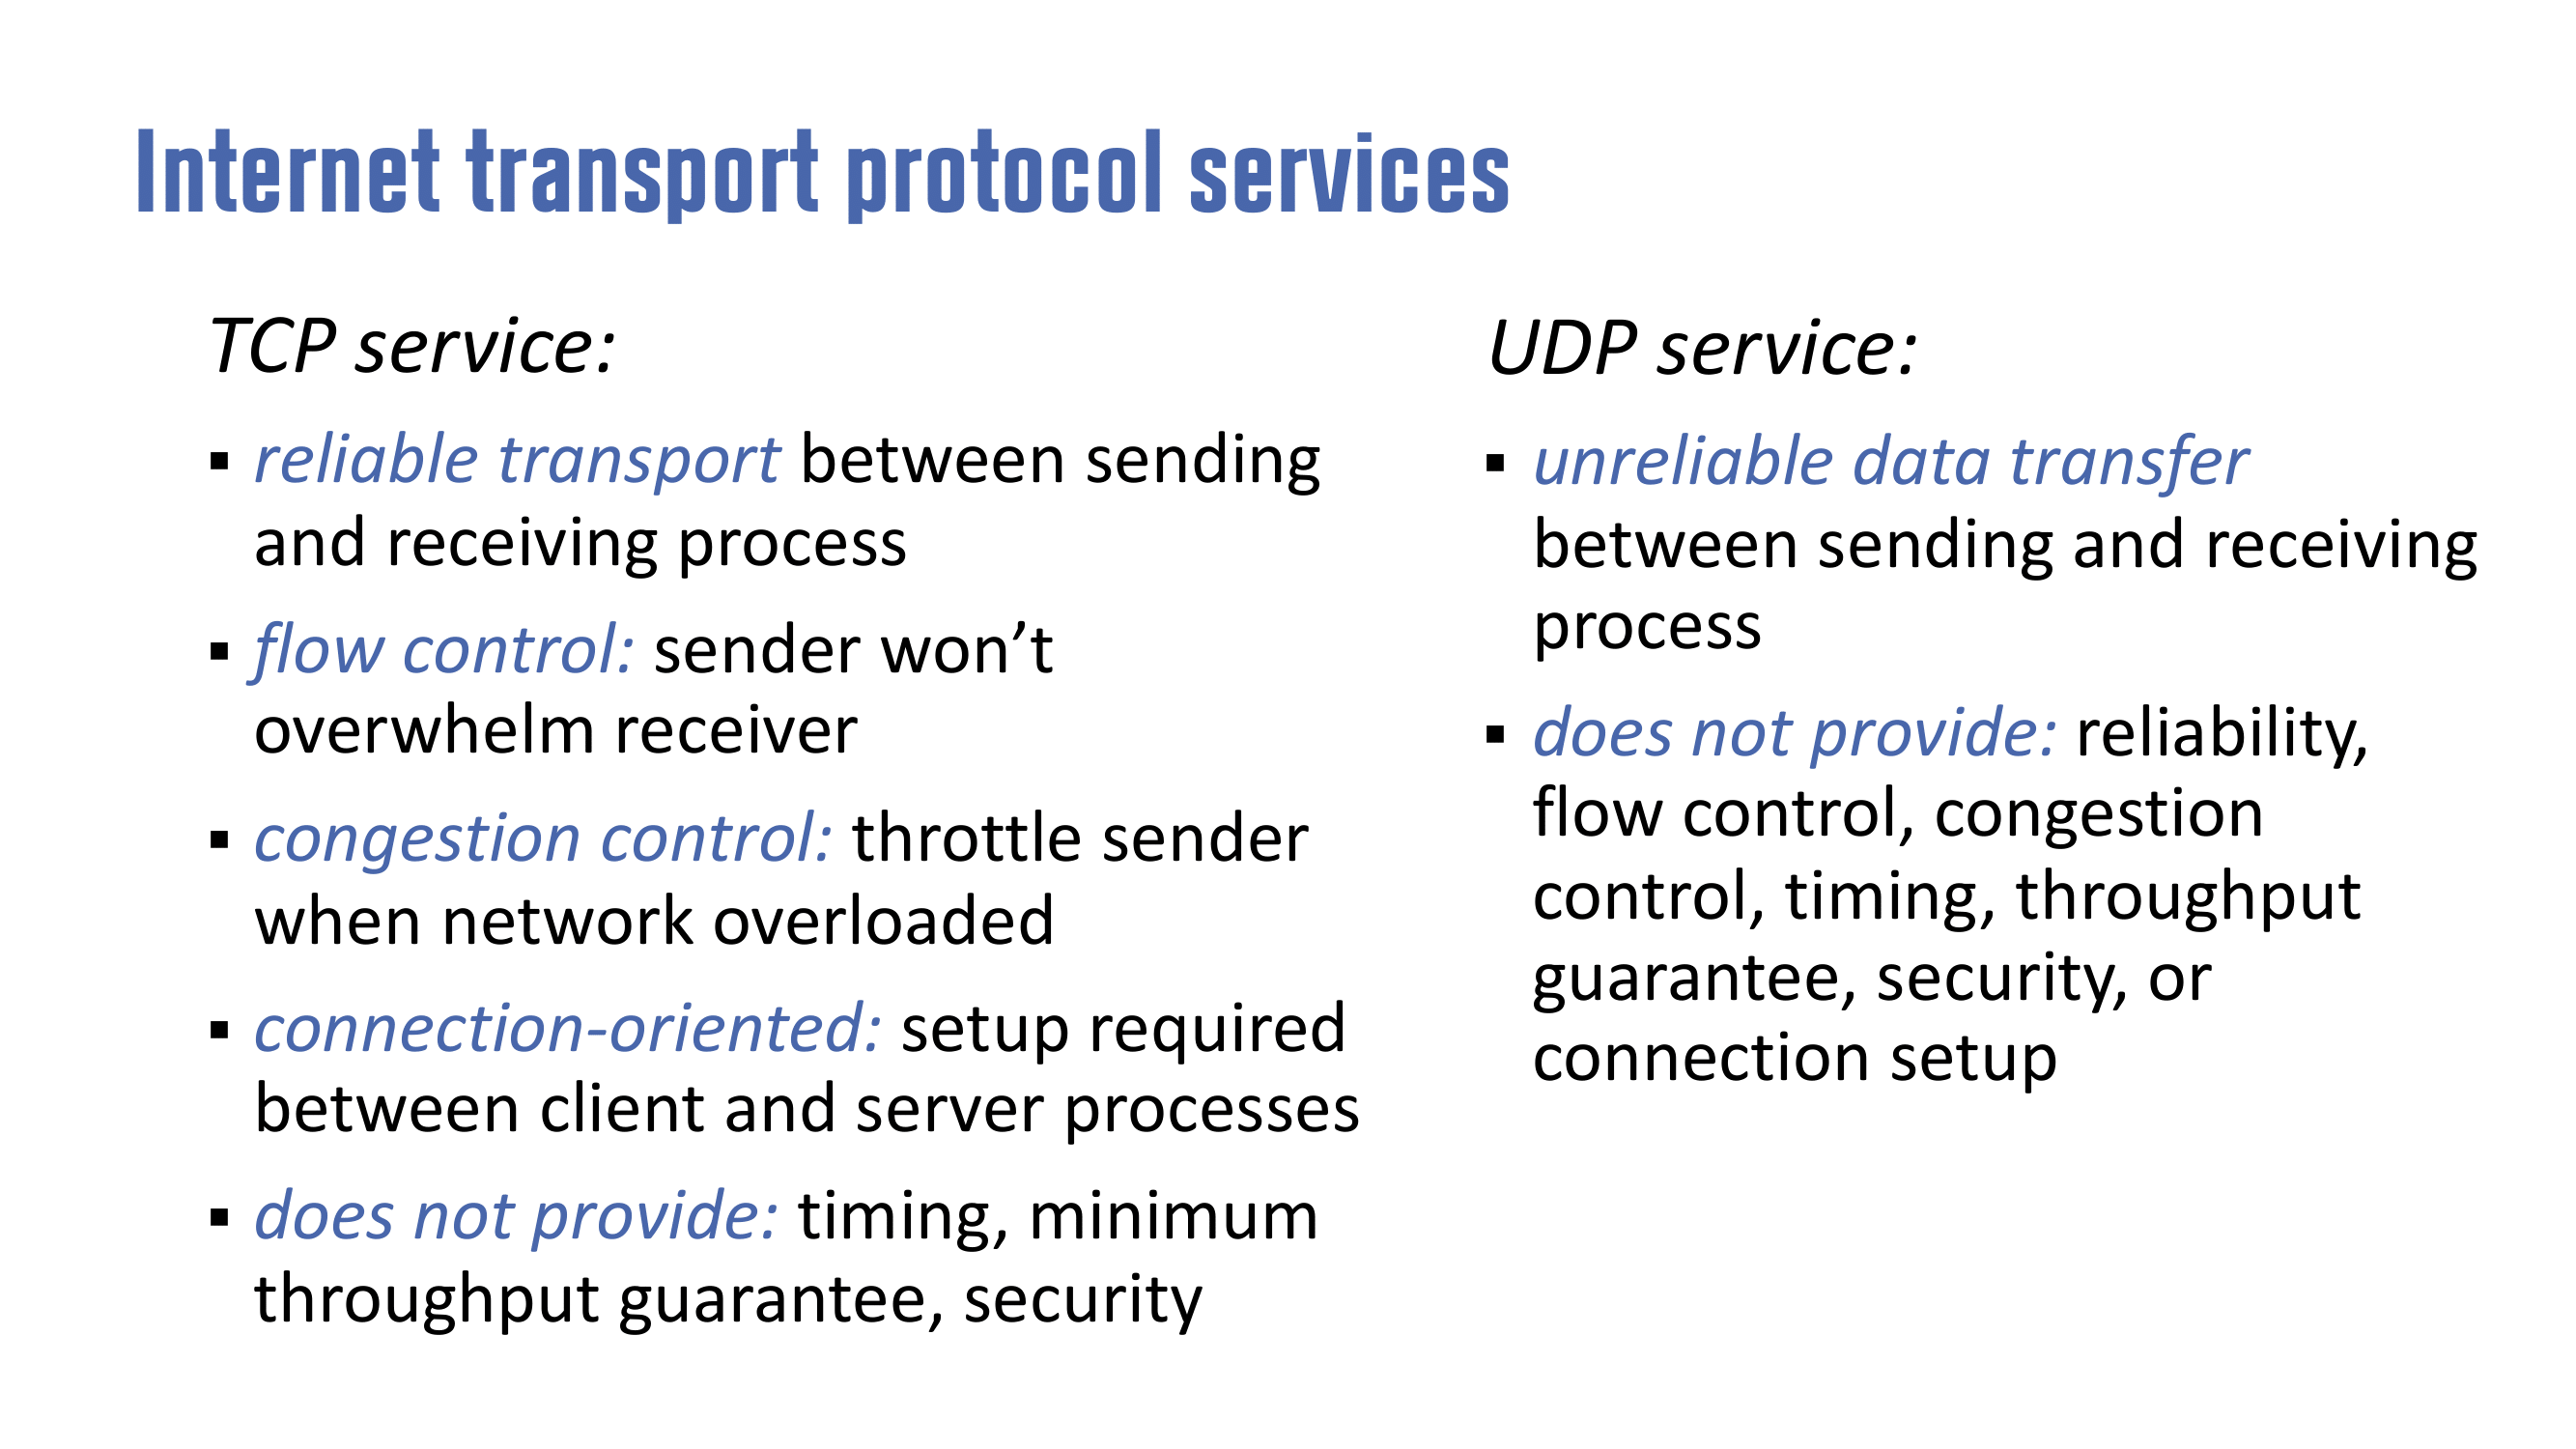 Internet transport protocol services
TCP service:
▪ reliable transport between sending
and receiving process
▪ flow control: sender won’t
overwhelm receiver
▪ congestion control: throttle sender
when network overloaded
▪ connection-oriented: setup required
between client and server processes
▪ does not provide: timing, minimum
throughput guarantee, security
UDP service:
▪ unreliable data transfer
between sending and receiving
process
▪ does not provide: reliability,
flow control, congestion
control, timing, throughput
guarantee, security, or
connection setup